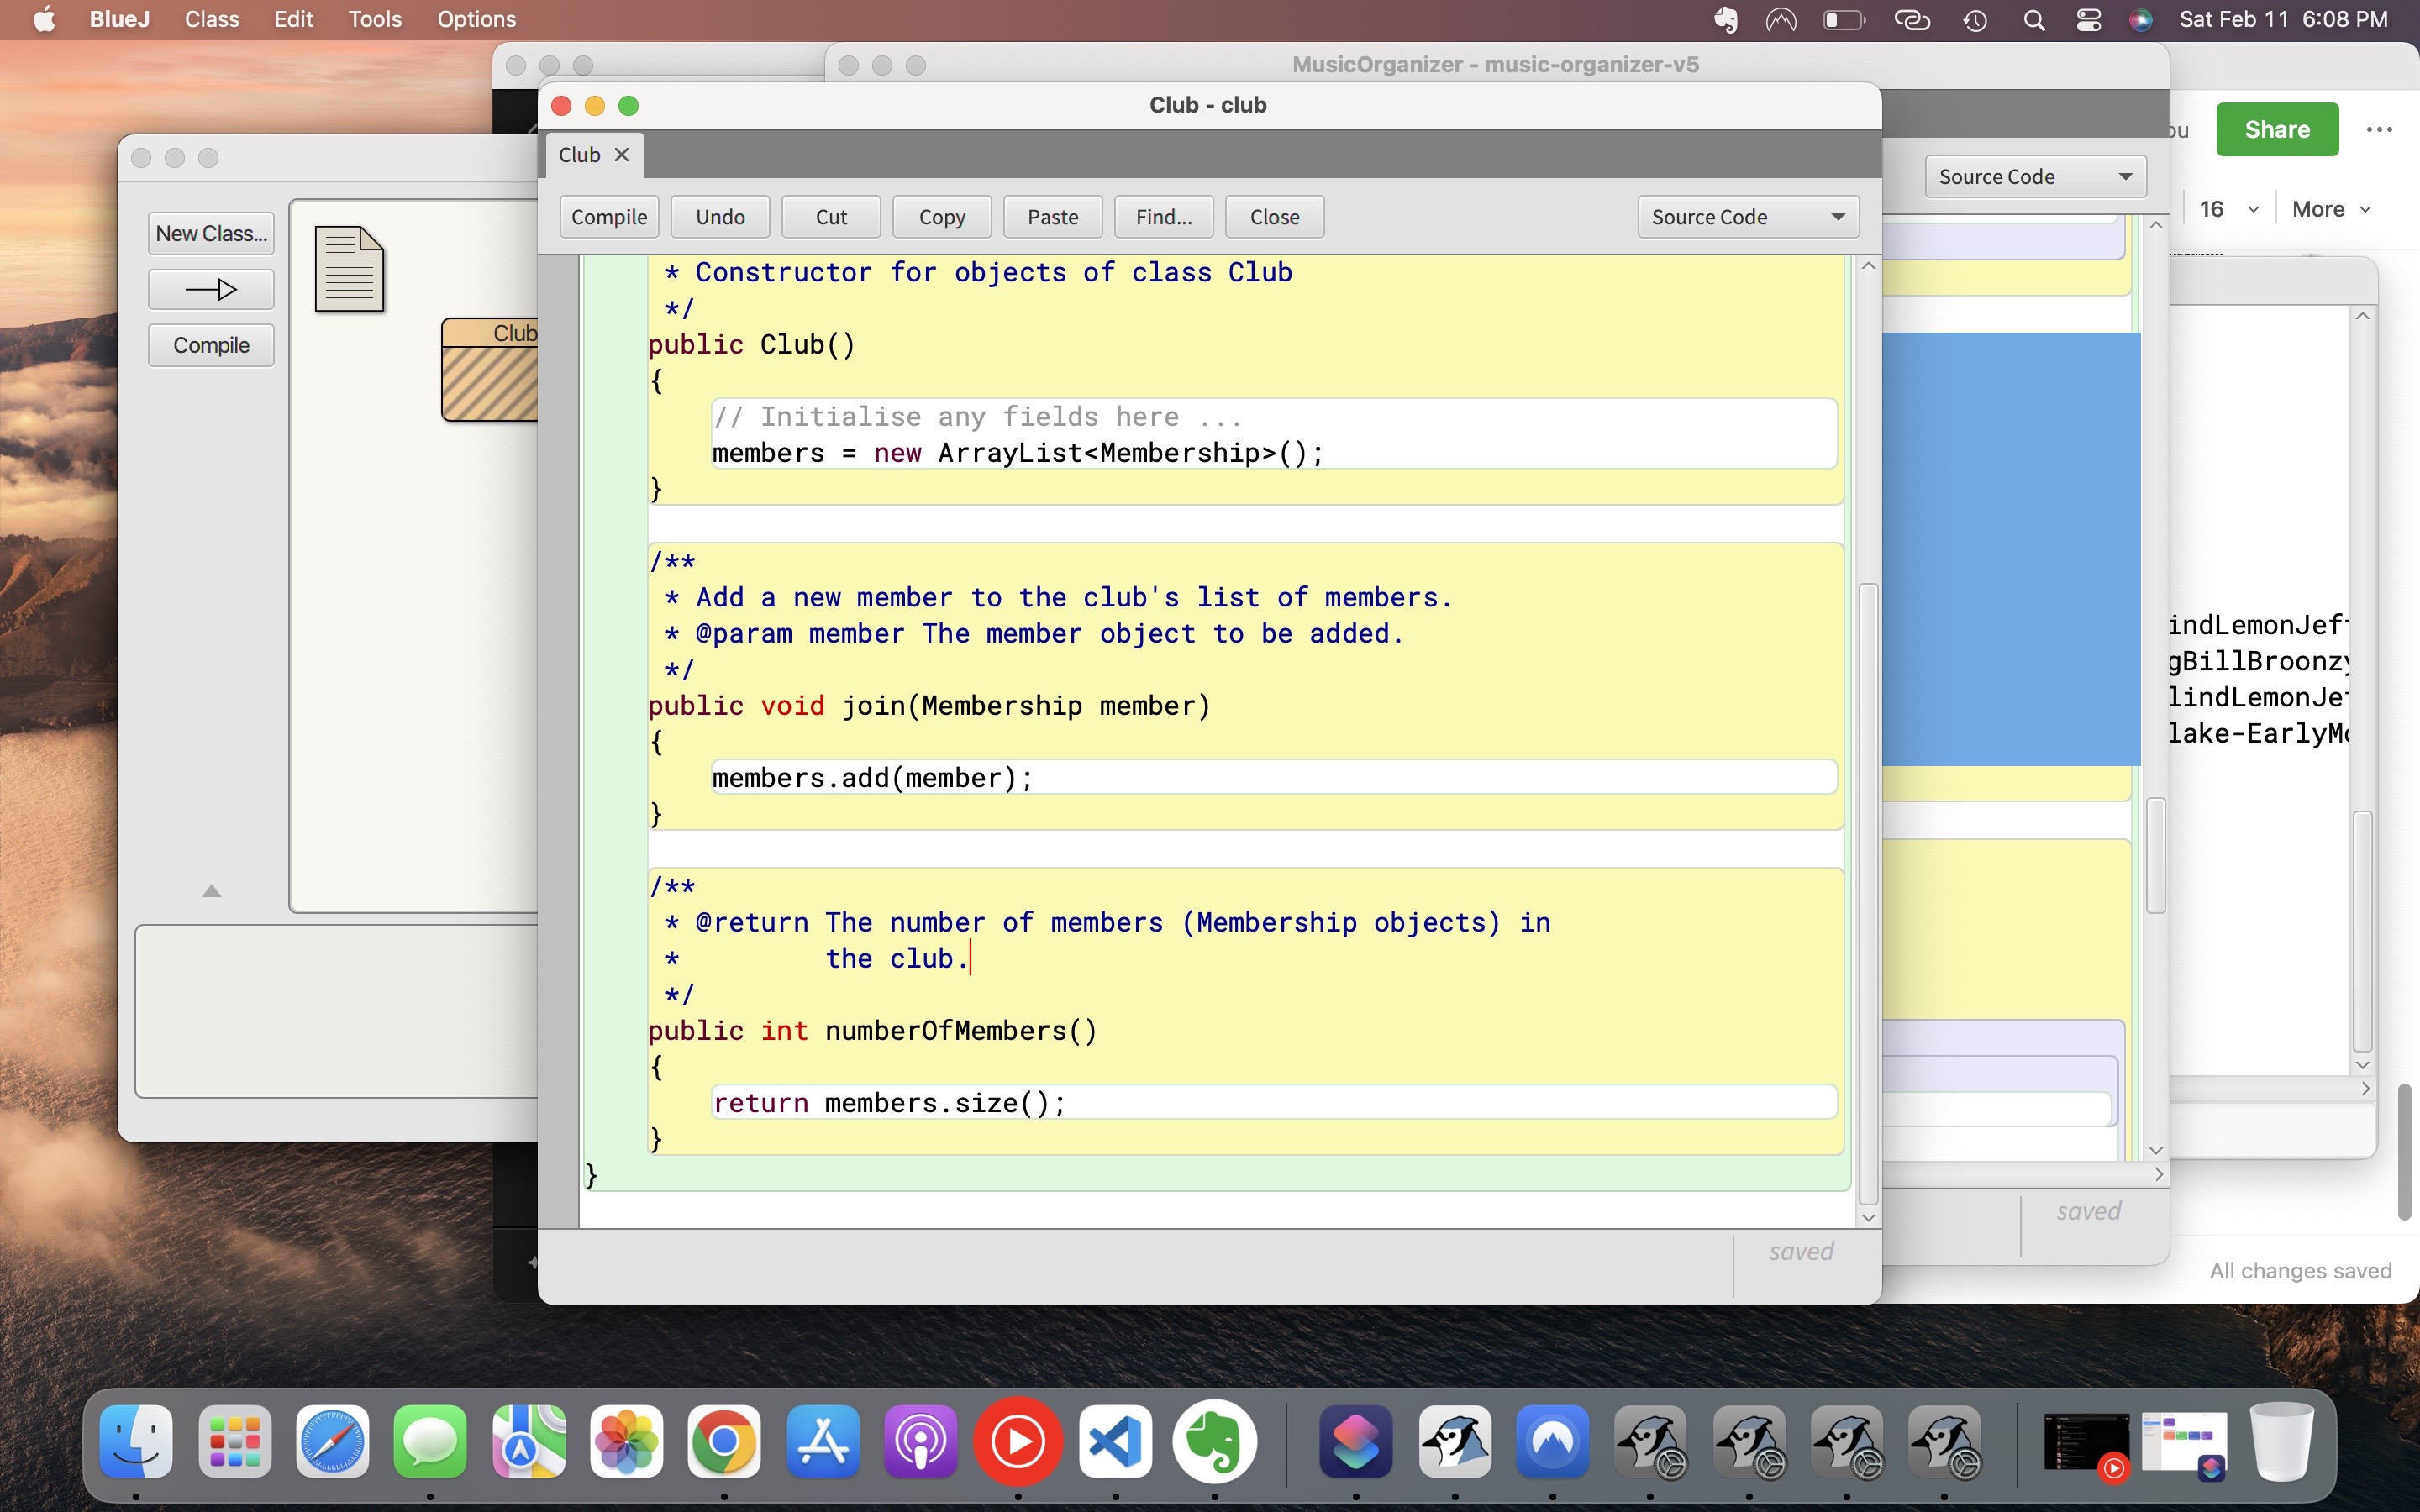 BlueJ Class Edit Tools Options Sat Feb 11 6:08 PM
MusicOrganizer - music-organizer-v5
Club - club
Share
Club
Source Code
16 More
Compile Undo Cut Copy Paste Find... Close Source Code
New Class...
Compile
Club
* Constructor for objects of class Club
*/
public Club()
{
// Initialise any fields here ...
members = new ArrayList<Membership>();
}
/**
* Add a new member to the club's list of members.
* @param member The member object to be added.
*/
public void join(Membership member)
{
members.add(member);
}
/**
* @return The number of members (Membership objects) in
* the club.
*/
public int numberOfMembers()
{
return members.size();
}
}
indLemonJeff
gBillBroonzy
lindLemonJef
lake-EarlyMo
saved
saved
All changes saved